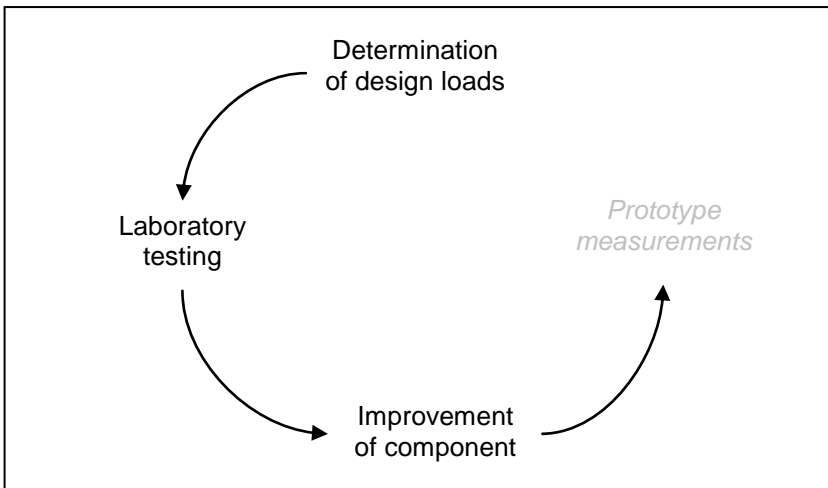 Determination
of design loads
Laboratory
testing
Improvement
of component
Prototype
measurements